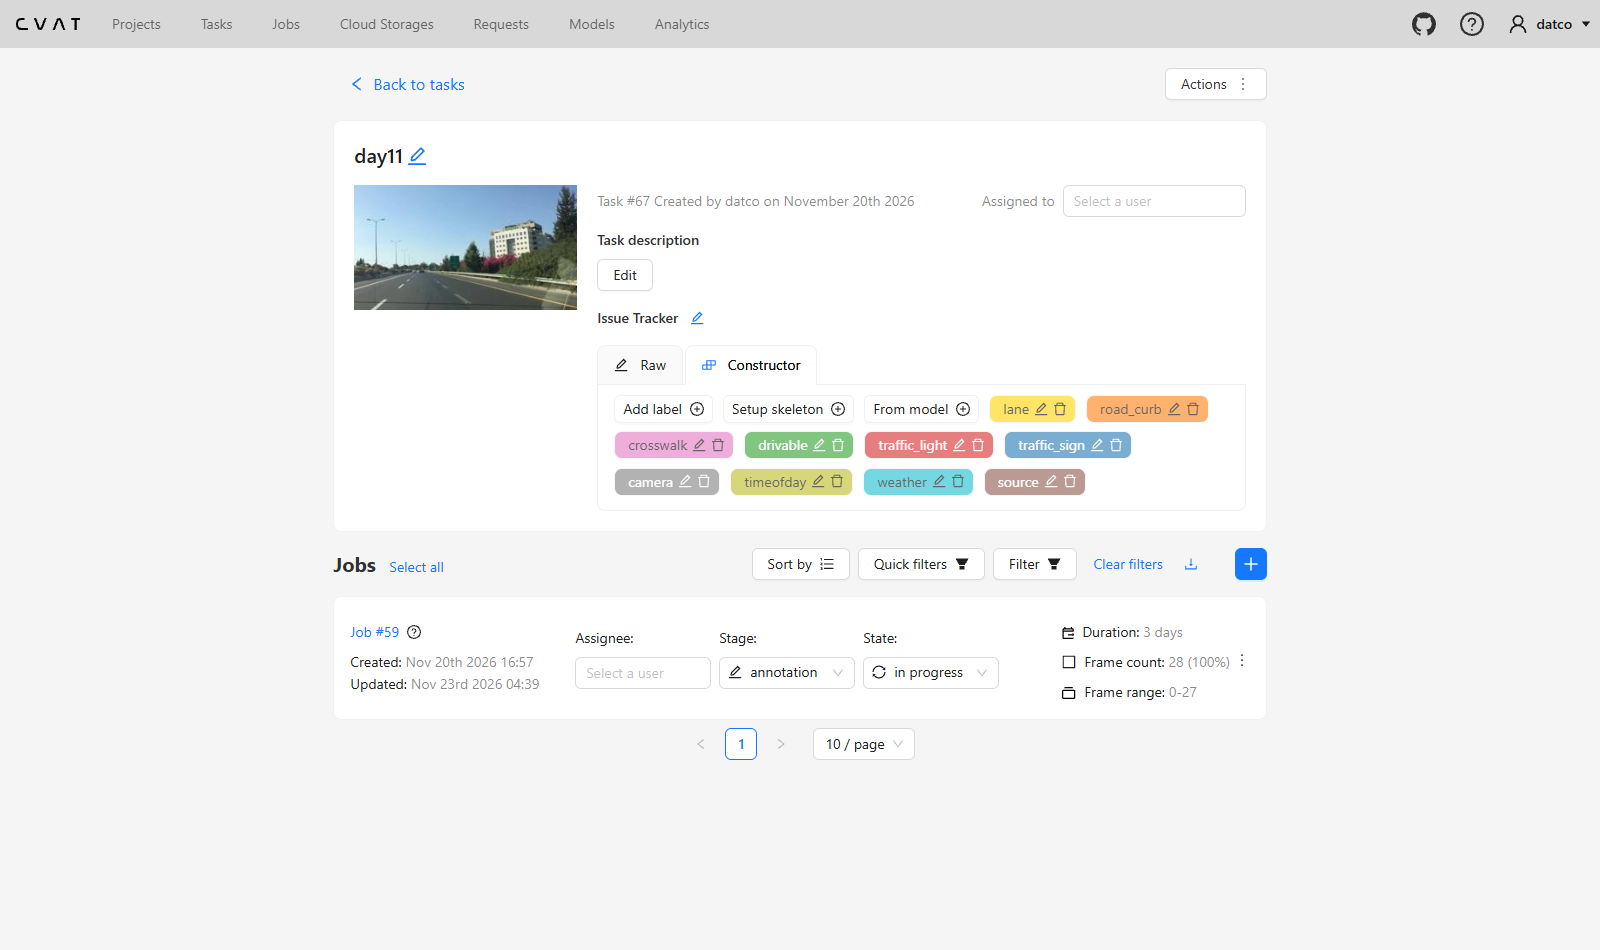 CVAT Projects Tasks Jobs Cloud Storages Requests Models Analytics datco
Back to tasks Actions
day11
Task #67 Created by datco on November 20th 2026 Assigned to Select a user
Task description
Edit
Issue Tracker
Raw Constructor
Add label Setup skeleton From model lane road_curb
crosswalk drivable traffic_light traffic_sign
camera timeofday weather source
Jobs Select all Sort by Quick filters Filter Clear filters
Job #59
Created: Nov 20th 2026 16:57
Updated: Nov 23rd 2026 04:39
Assignee:
Select a user
Stage:
annotation
State:
in progress
Duration: 3 days
Frame count: 28 (100%)
Frame range: 0-27
1 10 / page